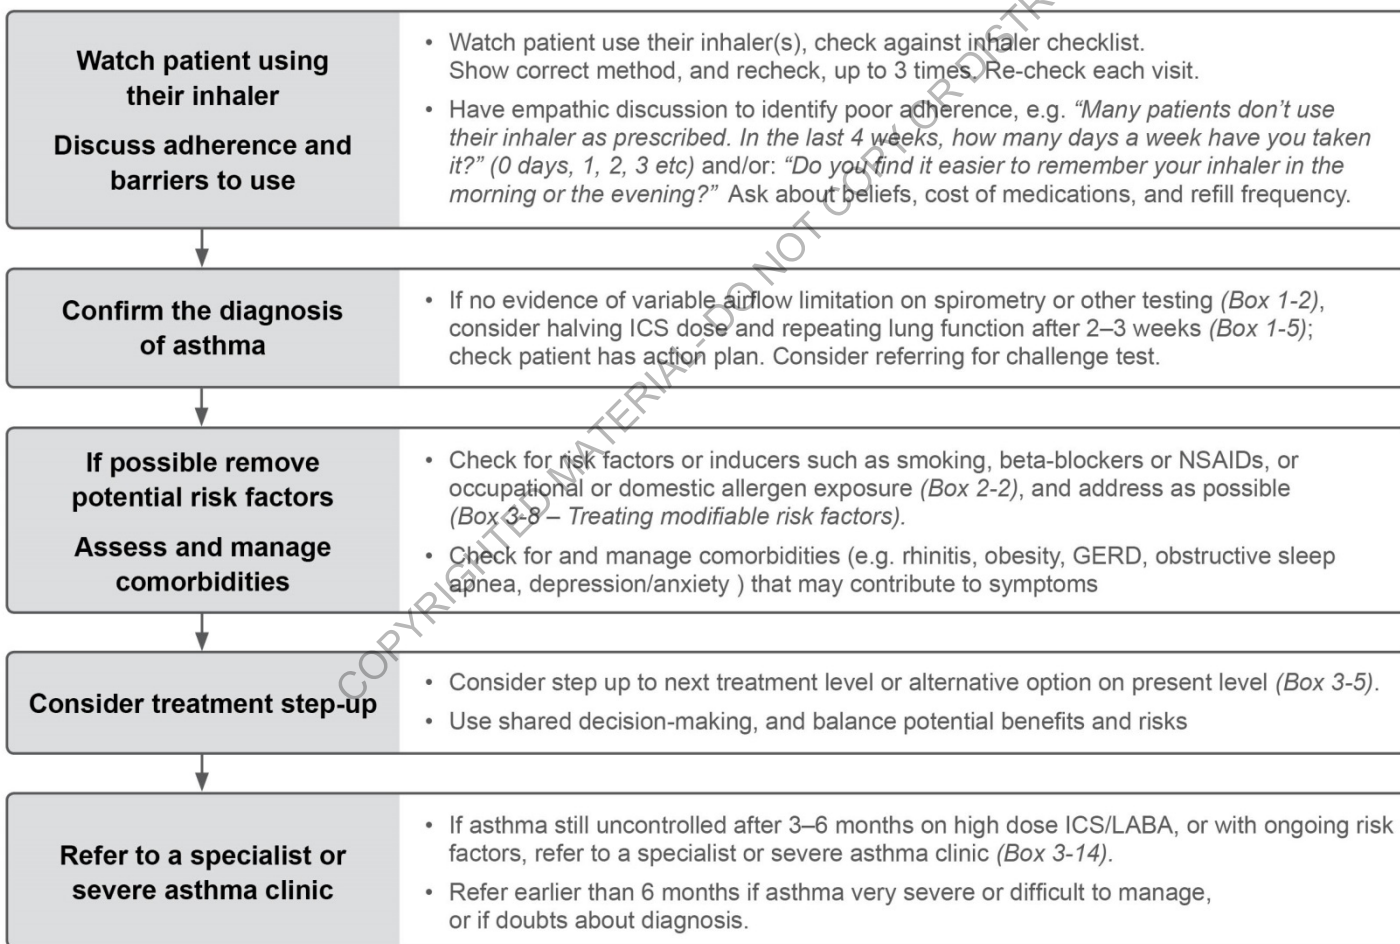 Watch patient using
their inhaler
Discuss adherence and
barriers to use
• Watch patient use their inhaler(s), check against inhaler checklist.
Show correct method, and recheck, up to 3 times. Re-check each visit.
• Have empathic discussion to identify poor adherence, e.g. “Many patients don’t use
their inhaler as prescribed. In the last 4 weeks, how many days a week have you taken
it?” (0 days, 1, 2, 3 etc) and/or: “Do you find it easier to remember your inhaler in the
morning or the evening?” Ask about beliefs, cost of medications, and refill frequency.
Confirm the diagnosis
of asthma
• If no evidence of variable airflow limitation on spirometry or other testing (Box 1-2),
consider halving ICS dose and repeating lung function after 2–3 weeks (Box 1-5);
check patient has action plan. Consider referring for challenge test.
If possible remove
potential risk factors
Assess and manage
comorbidities
• Check for risk factors or inducers such as smoking, beta-blockers or NSAIDs, or
occupational or domestic allergen exposure (Box 2-2), and address as possible
(Box 3-8 – Treating modifiable risk factors).
• Check for and manage comorbidities (e.g. rhinitis, obesity, GERD, obstructive sleep
apnea, depression/anxiety ) that may contribute to symptoms
Consider treatment step-up
• Consider step up to next treatment level or alternative option on present level (Box 3-5).
• Use shared decision-making, and balance potential benefits and risks
Refer to a specialist or
severe asthma clinic
• If asthma still uncontrolled after 3–6 months on high dose ICS/LABA, or with ongoing risk
factors, refer to a specialist or severe asthma clinic (Box 3-14).
• Refer earlier than 6 months if asthma very severe or difficult to manage,
or if doubts about diagnosis.
COPYRIGHTED MATERIAL- DO NOT COPY OR DISTR